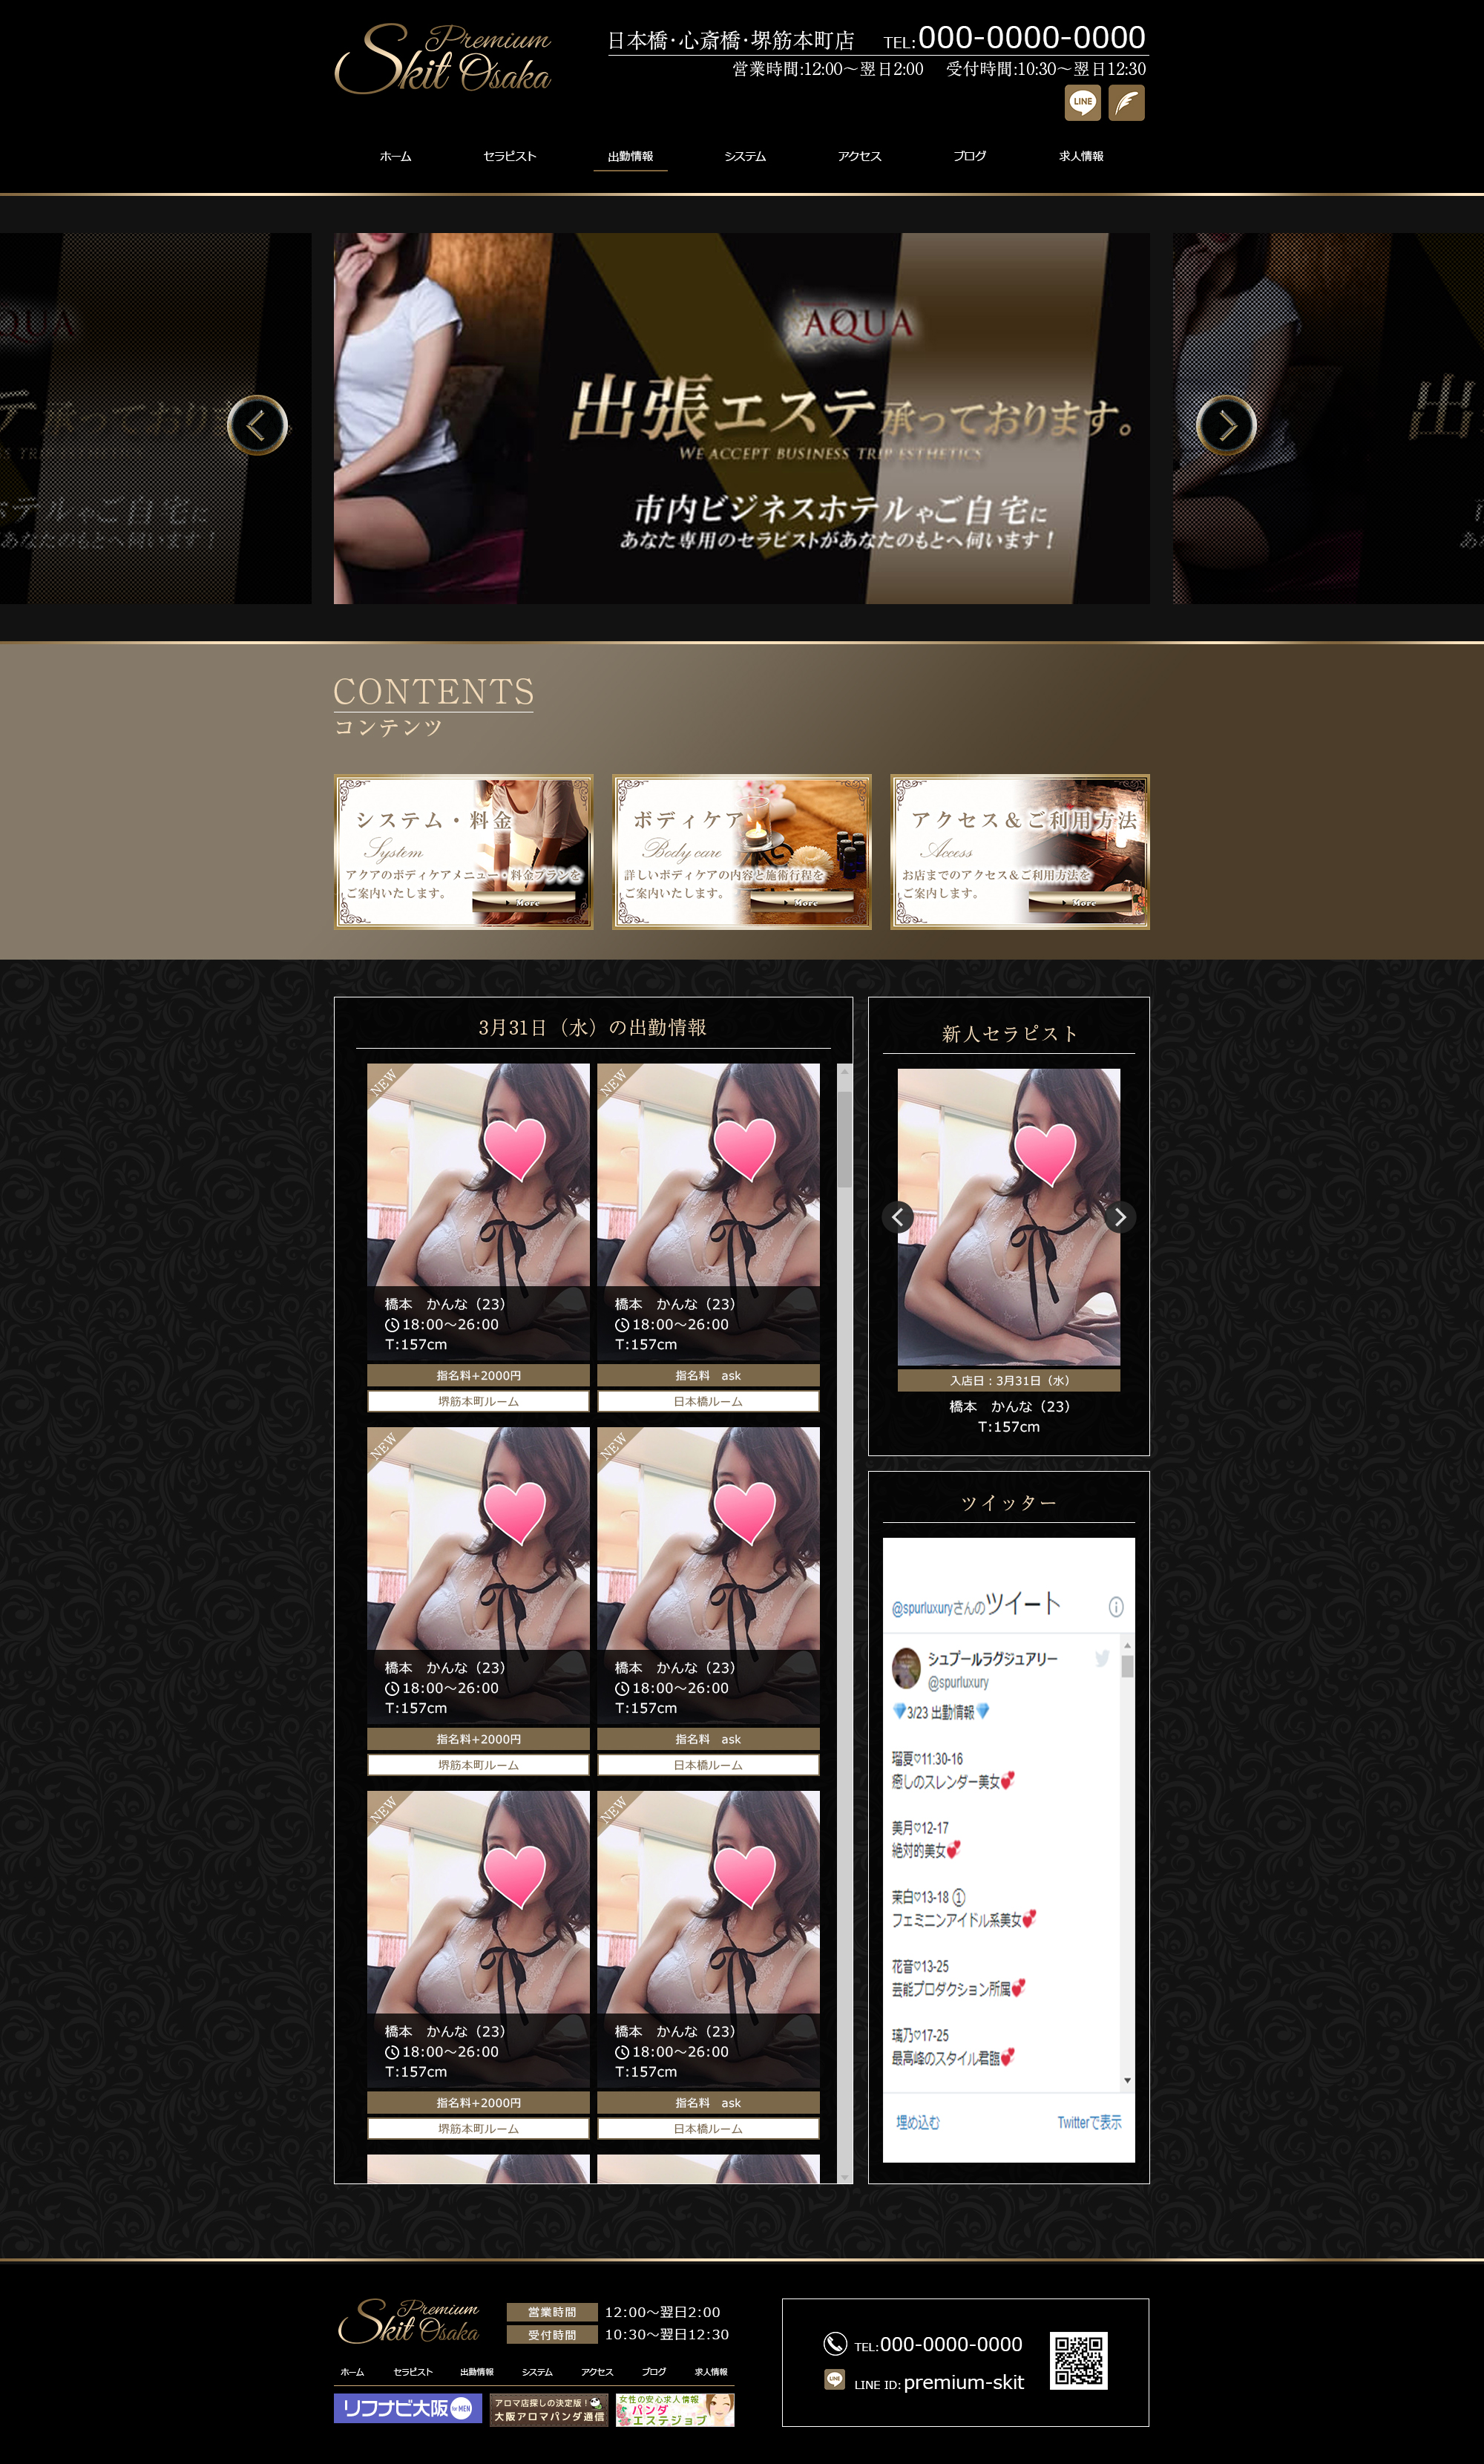 Premium
Skit Osaka
日本橋・心斎橋・堺筋本町店 TEL:000-0000-0000
営業時間:12:00～翌日2:00 受付時間:10:30～翌日12:30
LINE
ホーム セラピスト 出勤情報 システム アクセス ブログ 求人情報
AQUA
出張エステ承っております。
WE ACCEPT BUSINESS TRIP ESTHETICS
市内ビジネスホテルやご自宅に
あなた専用のセラピストがあなたのもとへ伺います！
CONTENTS
コンテンツ
システム・料金
System
アクアのボディケアメニュー・料金プランを
ご案内いたします。
More
ボディケア
Body care
詳しいボディケアの内容と施術行程を
ご案内いたします。
More
アクセス＆ご利用方法
Access
お店までのアクセス＆ご利用方法を
ご案内します。
More
3月31日（水）の出勤情報
NEW
橋本　かんな（23）
18:00～26:00
T:157cm
指名料+2000円
堺筋本町ルーム
NEW
橋本　かんな（23）
18:00～26:00
T:157cm
指名料　ask
日本橋ルーム
NEW
橋本　かんな（23）
18:00～26:00
T:157cm
指名料+2000円
堺筋本町ルーム
NEW
橋本　かんな（23）
18:00～26:00
T:157cm
指名料　ask
日本橋ルーム
NEW
橋本　かんな（23）
18:00～26:00
T:157cm
指名料+2000円
堺筋本町ルーム
NEW
橋本　かんな（23）
18:00～26:00
T:157cm
指名料　ask
日本橋ルーム
新人セラピスト
入店日：3月31日（水）
橋本　かんな（23）
T:157cm
ツイッター
@spurluxuryさんのツイート
シュプールラグジュアリー
@spurluxury
💎3/23 出勤情報💎
瑠夏♡11:30-16
癒しのスレンダー美女💞
美月♡12-17
絶対的美女💞
茉白♡13-18 ①
フェミニンアイドル系美女💞
花音♡13-25
芸能プロダクション所属💞
璃乃♡17-25
最高峰のスタイル君臨💞
埋め込む Twitterで表示
Premium
Skit Osaka
営業時間 12:00～翌日2:00
受付時間 10:30～翌日12:30
ホーム セラピスト 出勤情報 システム アクセス ブログ 求人情報
リフナビ大阪 for MEN
アロマ店探しの決定版！
大阪アロマパンダ通信
女性の安心求人情報
パンダ
エステジョブ
TEL:000-0000-0000
LINE
LINE ID:premium-skit